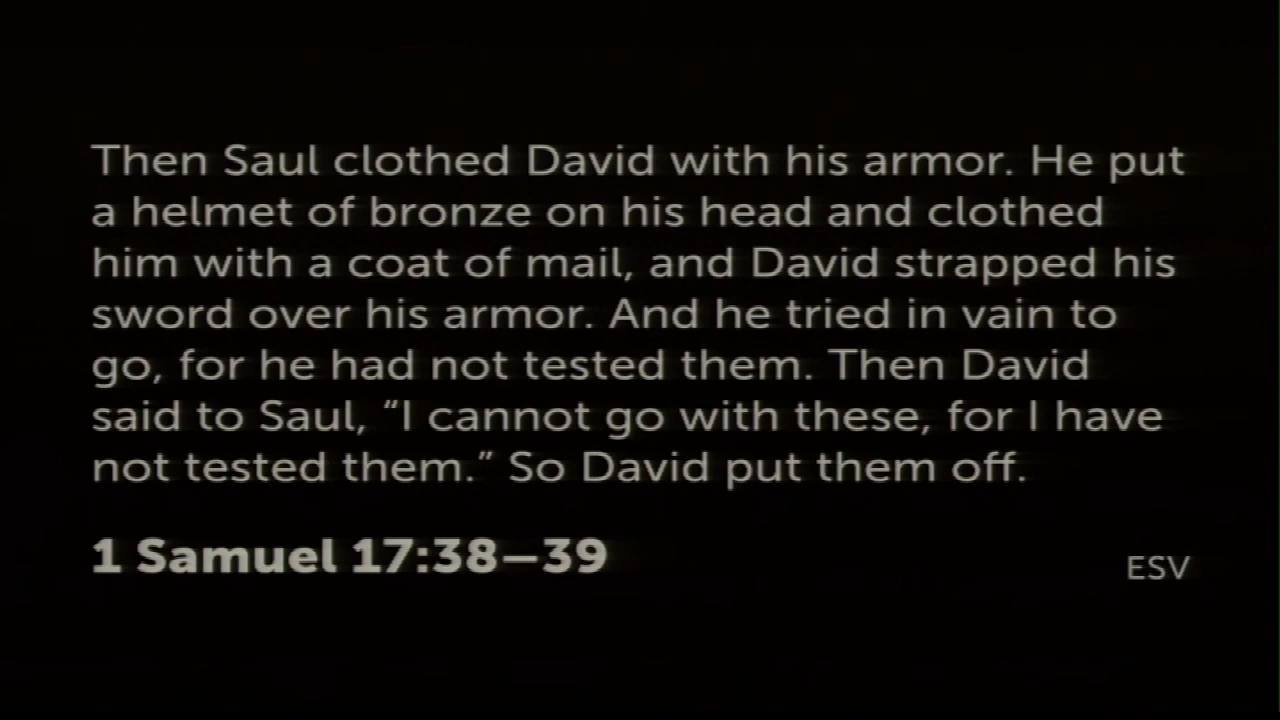 Then Saul clothed David with his armor. He put
a helmet of bronze on his head and clothed
him with a coat of mail, and David strapped his
sword over his armor. And he tried in vain to
go, for he had not tested them. Then David
said to Saul, “I cannot go with these, for I have
not tested them.” So David put them off.
1 Samuel 17:38–39
ESV